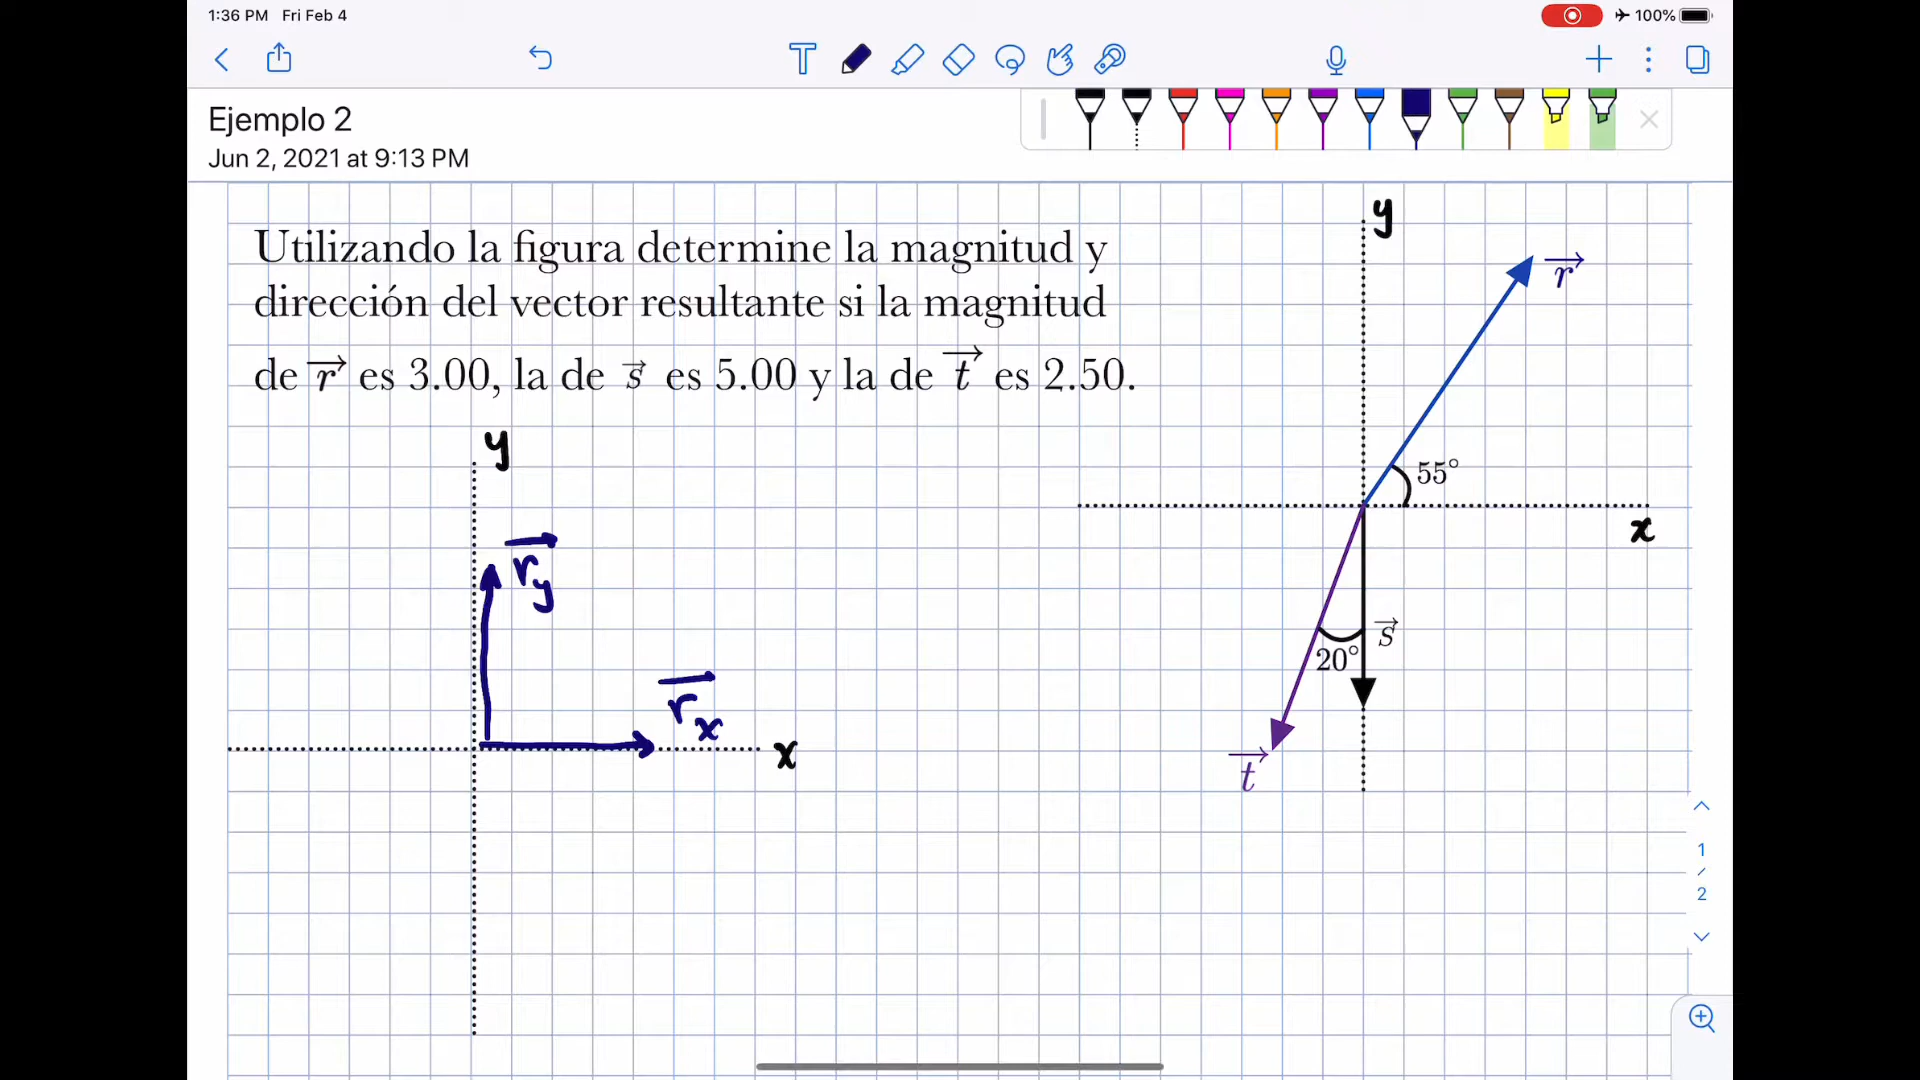 1:36 PM Fri Feb 4
100%
T
Ejemplo 2
Jun 2, 2021 at 9:13 PM
Utilizando la figura determine la magnitud y
dirección del vector resultante si la magnitud
de r⃗ es 3.00, la de s⃗ es 5.00 y la de t⃗ es 2.50.
y
r⃗
55°
x
s⃗
20°
t⃗
y
r⃗y
r⃗x
x
1
/
2